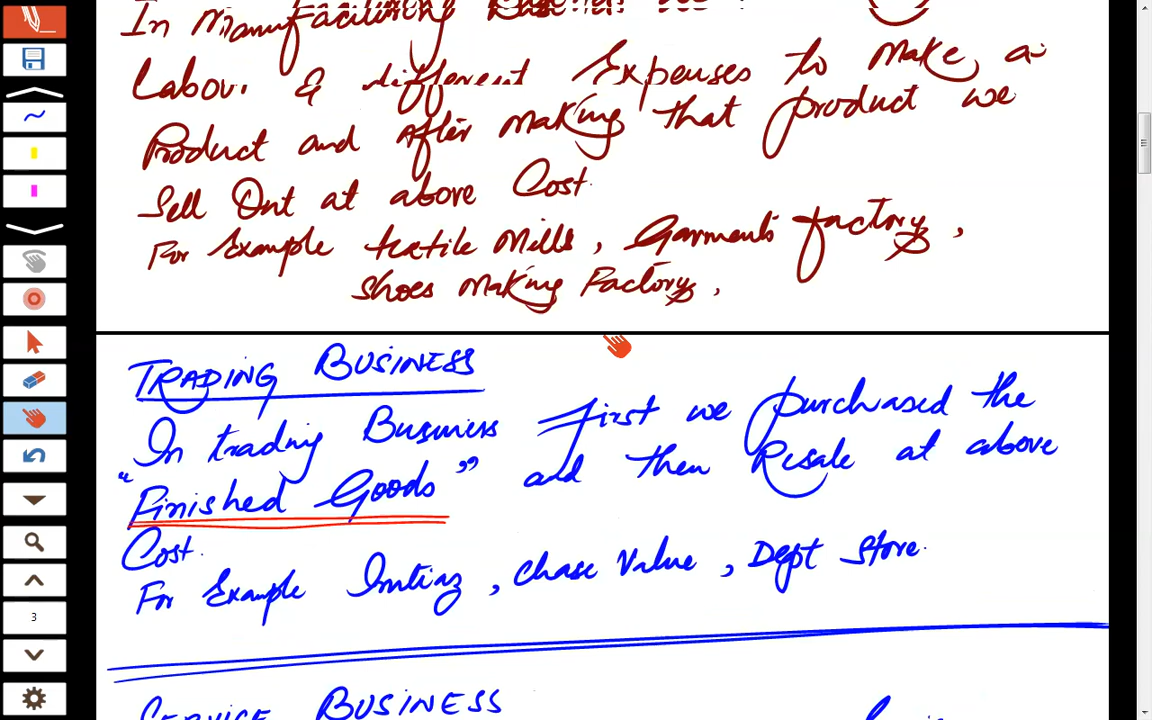 In Manufacturing Business
Labour & different Expenses to Make a
Product and After Making That product we
Sell Out at above Cost.
For Example textile Mills, Garments factory,
Shoes Making Factory,
TRADING BUSINESS
In trading Business first we purchased the
"Finished Goods" and then Resale at above
Cost.
For Example Imtiaz, Chase Value, Dept Store.
SERVICE BUSINESS
3